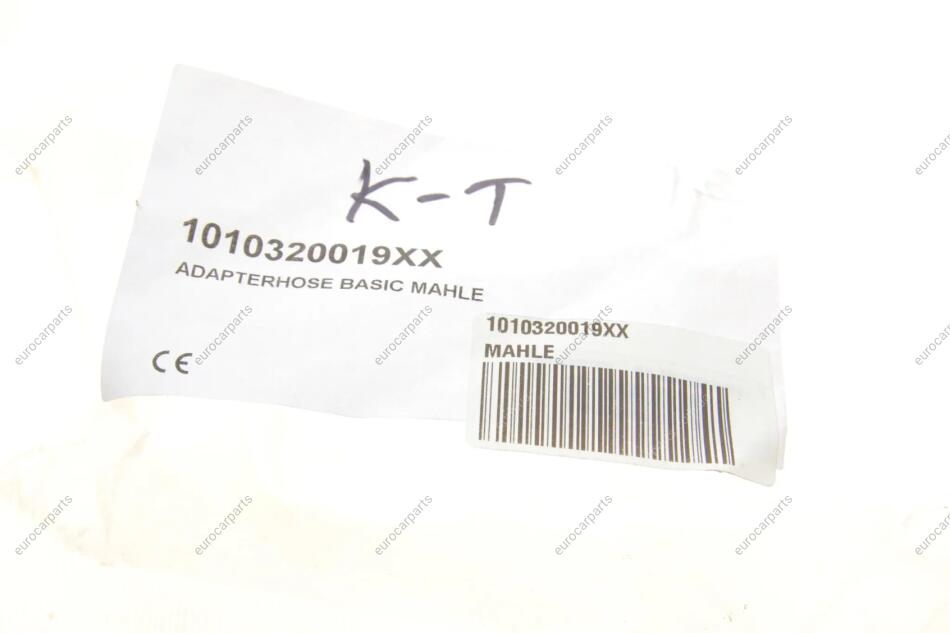 K-T
1010320019XX
ADAPTERHOSE BASIC MAHLE
CE
1010320019XX
MAHLE
eurocarparts